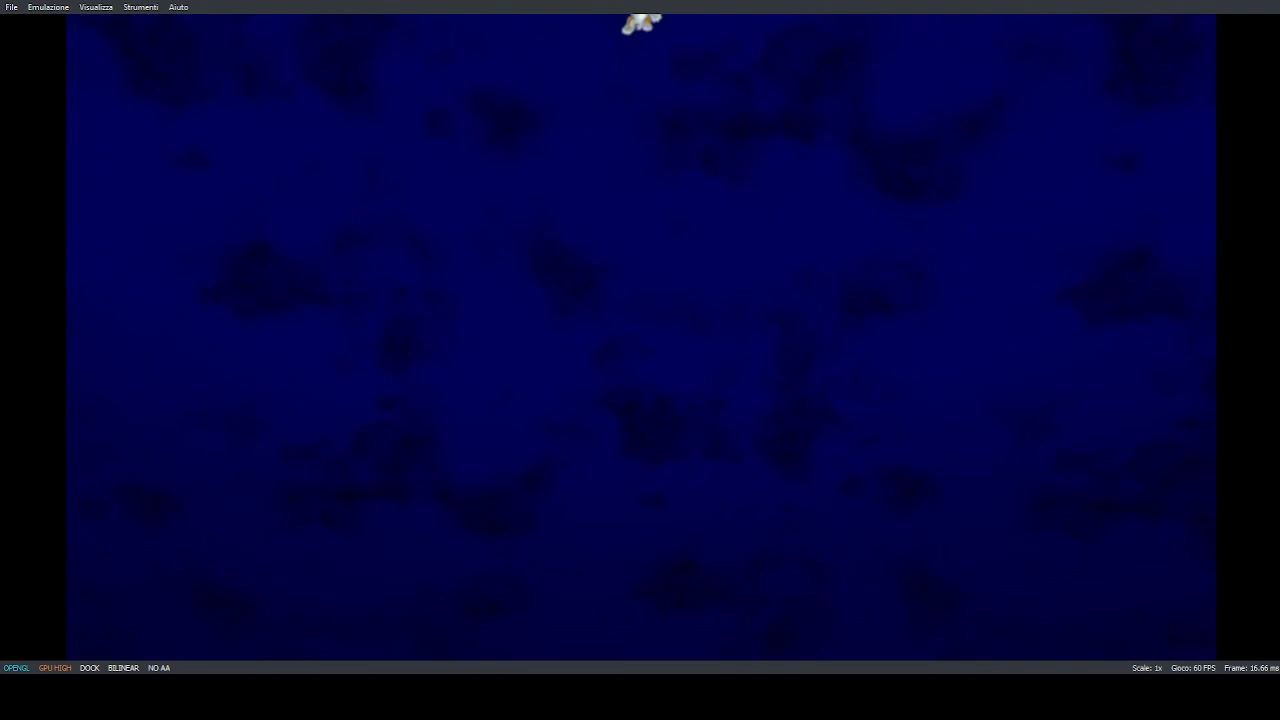 File Emulazione Visualizza Strumenti Aiuto
OPENGL GPU HIGH DOCK BILINEAR NO AA Scale: 1x Gioco: 60 FPS Frame: 16.66 ms